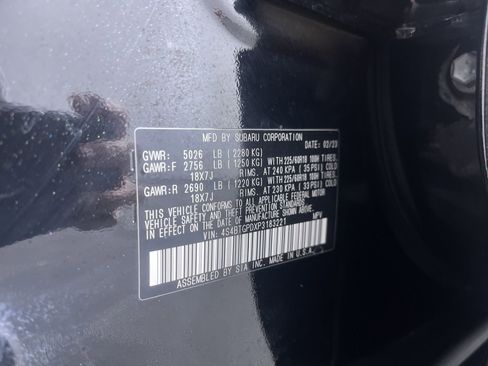 MFD BY SUBARU CORPORATION DATE: 03/23
GVWR: 5026 LB (2280 KG)
GAWR:F 2756 LB (1250 KG) WITH 225/60R18 100H TIRES,
18X7J RIMS, AT 240 KPA (35 PSI) COLD
GAWR:R 2690 LB (1220 KG) WITH 225/60R18 100H TIRES,
18X7J RIMS, AT 230 KPA (33 PSI) COLD
THIS VEHICLE CONFORMS TO ALL APPLICABLE FEDERAL MOTOR
VEHICLE SAFETY STANDARDS IN EFFECT ON THE
DATE OF MANUFACTURE SHOWN ABOVE.
VIN: 4S4BTGPDXP3183221 MPV
ASSEMBLED BY SIA INC. MADE IN U.S.A.